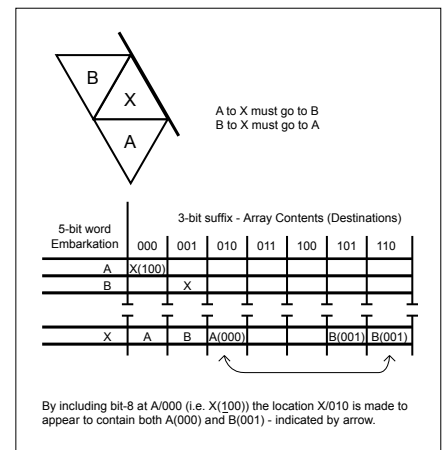 B
X
A
A to X must go to B
B to X must go to A
3-bit suffix - Array Contents (Destinations)
5-bit word
Embarkation
000 001 010 011 100 101 110
A X(100)
B X
X A B A(000) B(001) B(001)
By including bit-8 at A/000 (i.e. X(100)) the location X/010 is made to
appear to contain both A(000) and B(001) - indicated by arrow.